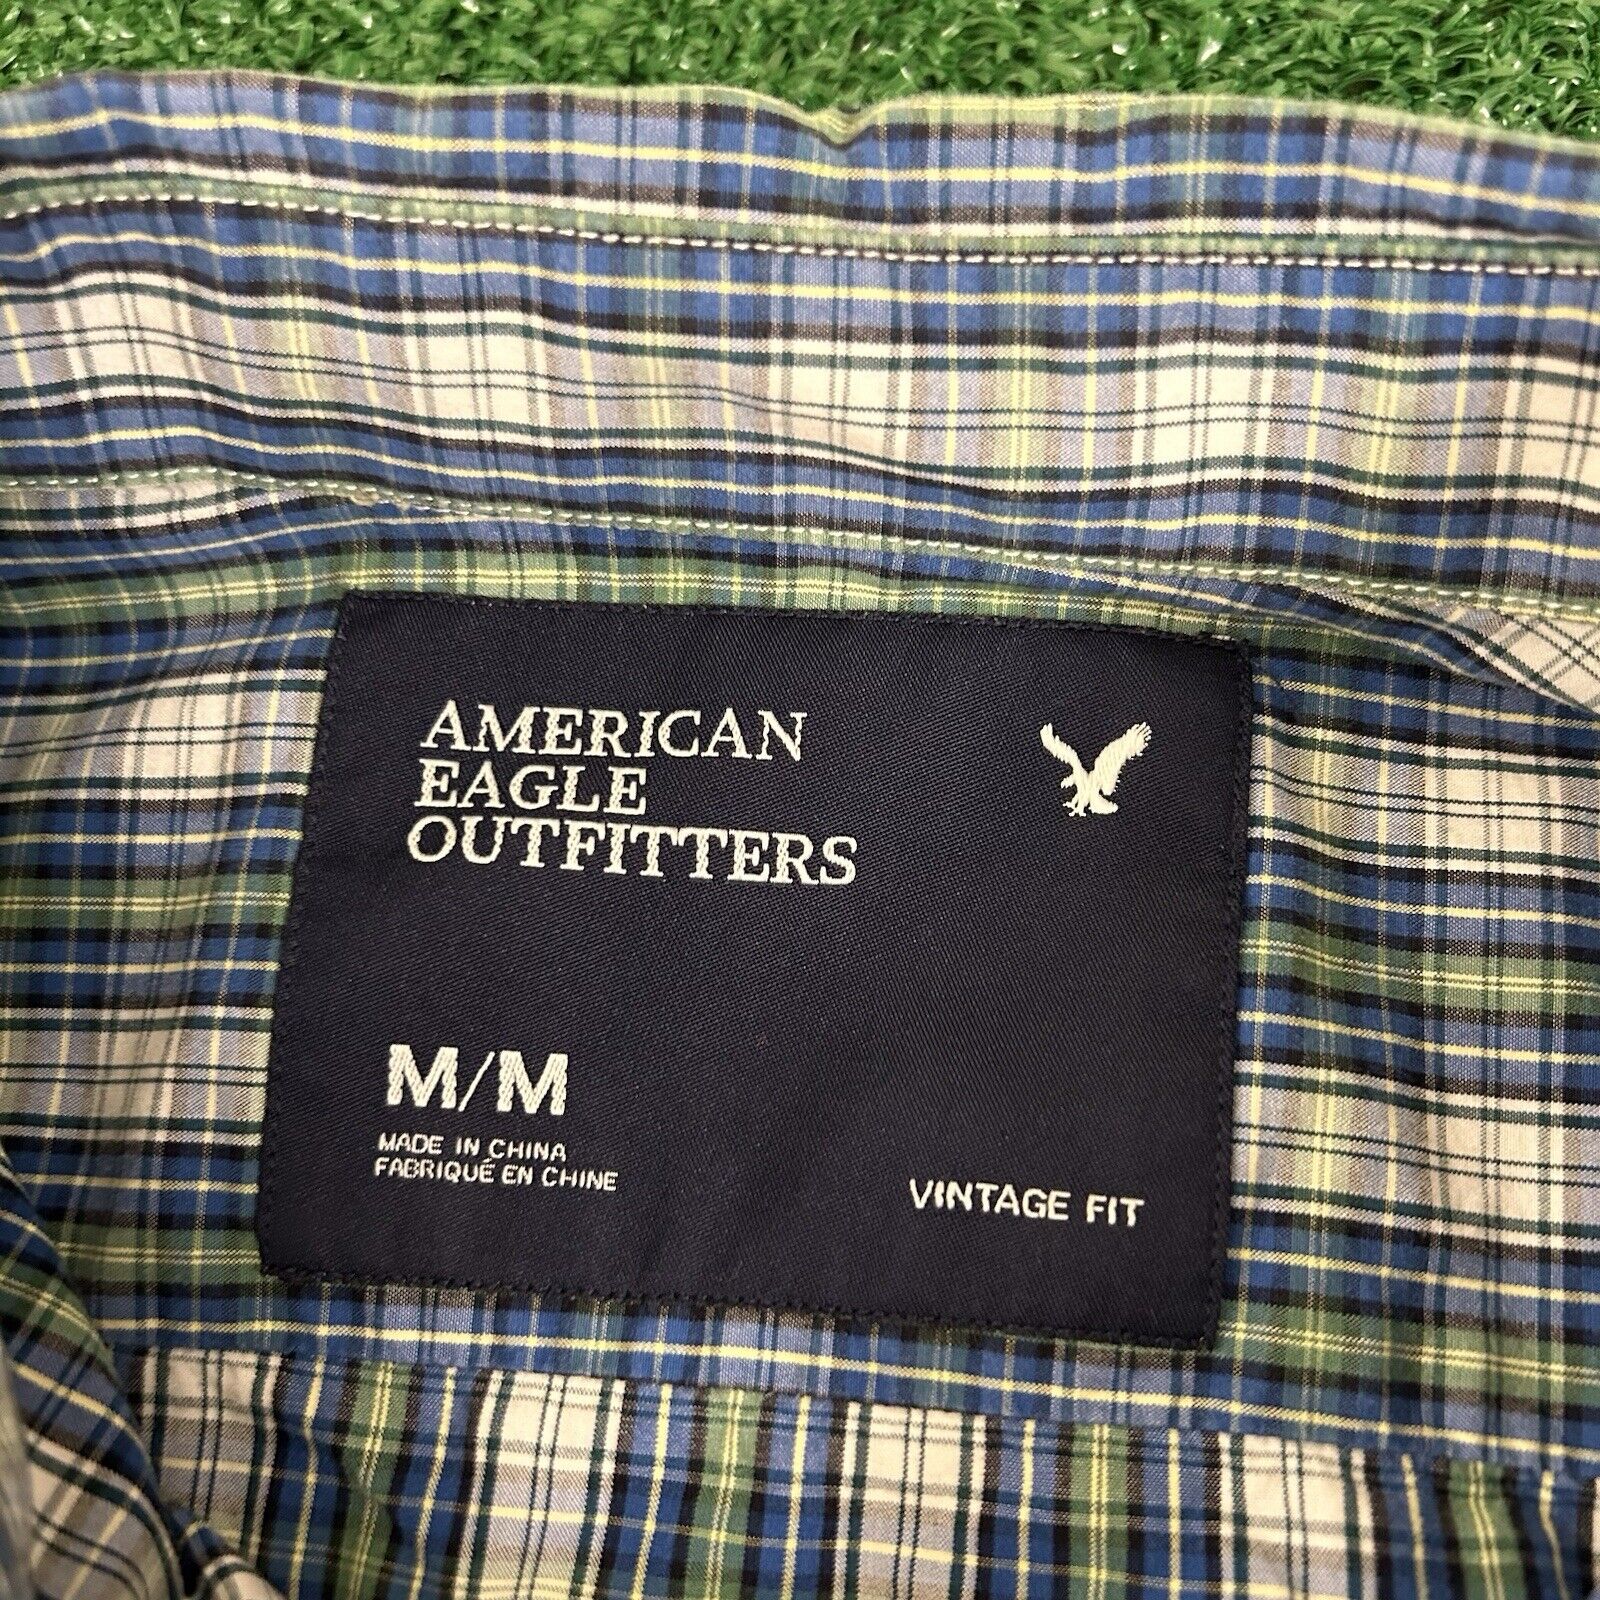 AMERICAN
EAGLE
OUTFITTERS
M/M
MADE IN CHINA
FABRIQUÉ EN CHINE
VINTAGE FIT